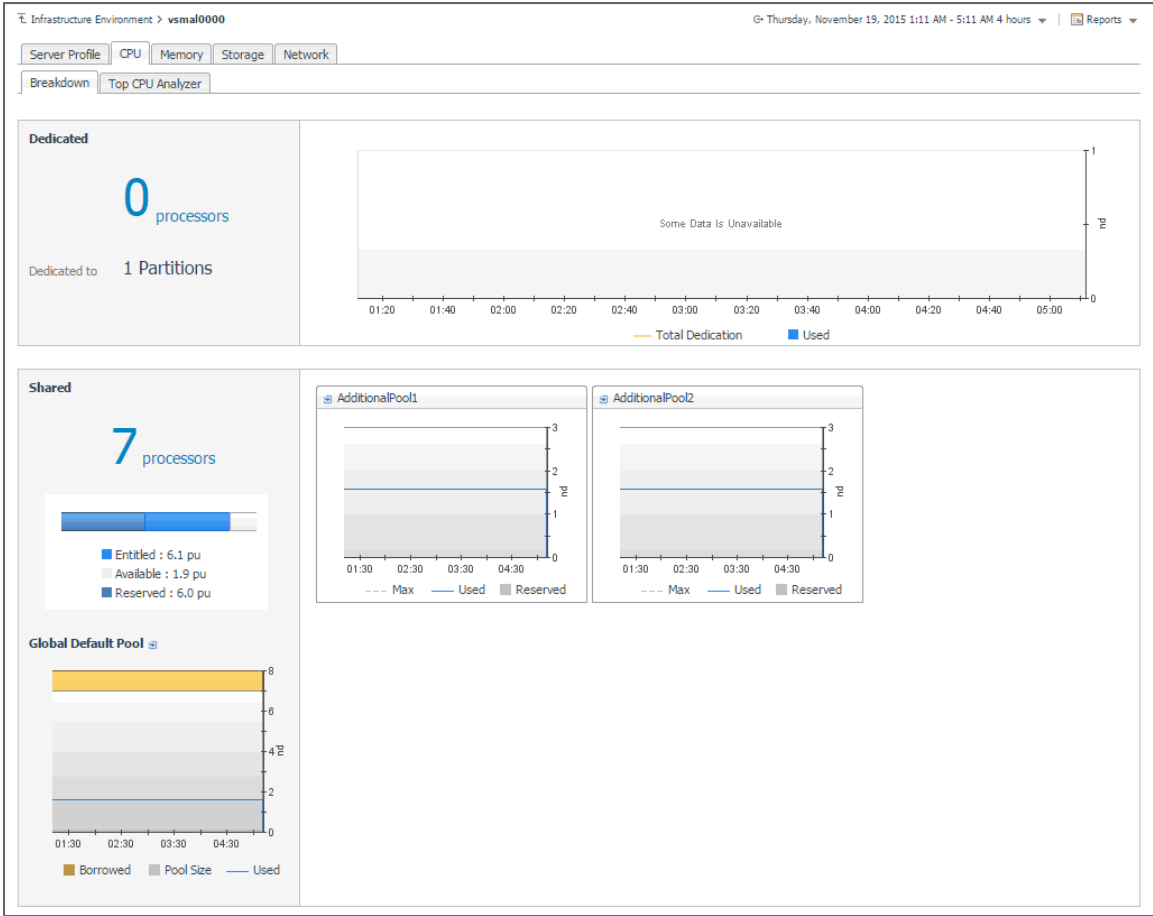 Infrastructure Environment > vsmal0000
Thursday, November 19, 2015 1:11 AM - 5:11 AM 4 hours
Reports
Server Profile CPU Memory Storage Network
Breakdown Top CPU Analyzer
Dedicated
0 processors
Dedicated to 1 Partitions
Some Data Is Unavailable
1
pu
0
01:20 01:40 02:00 02:20 02:40 03:00 03:20 03:40 04:00 04:20 04:40 05:00
Total Dedication Used
Shared
7 processors
Entitled : 6.1 pu
Available : 1.9 pu
Reserved : 6.0 pu
AdditionalPool1
3
2
pu
1
0
01:30 02:30 03:30 04:30
Max Used Reserved
AdditionalPool2
3
2
pu
1
0
01:30 02:30 03:30 04:30
Max Used Reserved
Global Default Pool
8
6
4
pu
2
0
01:30 02:30 03:30 04:30
Borrowed Pool Size Used